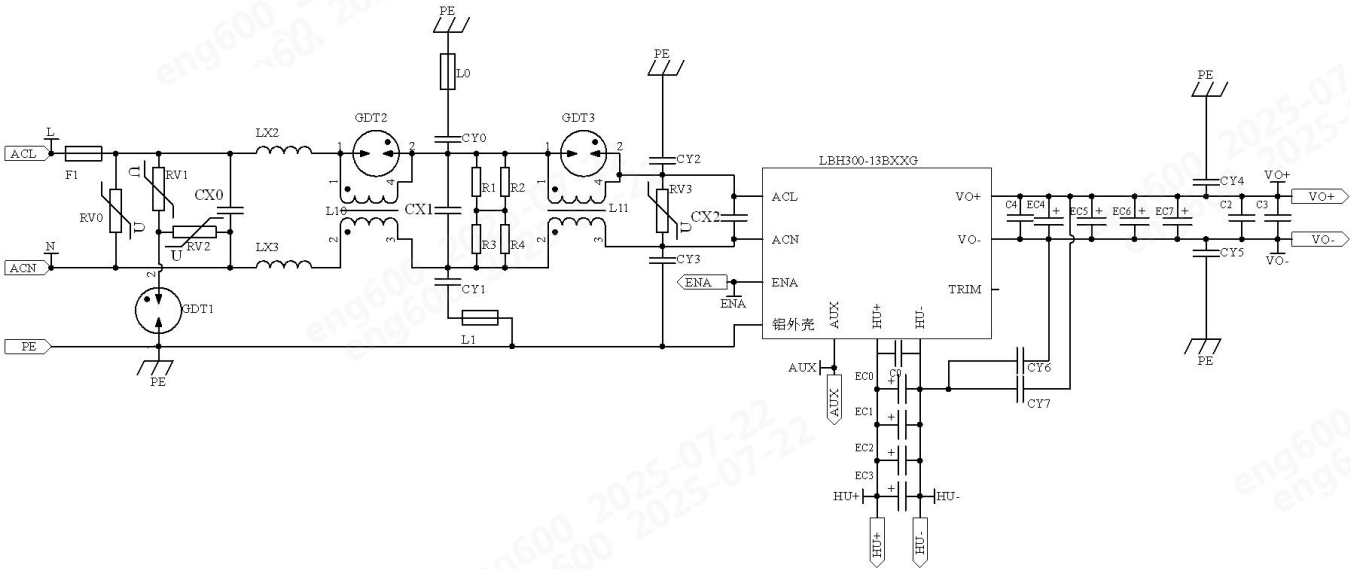 PE
L0
PE
PE
L
LX2
GDT2
GDT3
ACL
F1
1
2
CY0
1
2
CY2
LBH300-13BXXG
CY4
VO+
U
RV1
CX0
1
4
R1
R2
1
4
RV3
ACL
VO+
VO+
RV0
U
L10
CX1
L11
CX2
C4
EC4
EC5
EC6
EC7
C2
C3
U
RV2
2
3
R3
R4
2
3
U
ACN
VO-
VO-
N
LX3
CY3
CY5
VO-
ACN
2
CY1
ENA
ENA
ENA
TRIM
GDT1
铝外壳
AUX
HU+
HU-
PE
L1
PE
PE
AUX
C0
CY6
EC0
CY7
AUX
EC1
EC2
EC3
HU+
HU-
HU+
HU-
eng600 2025-07-22
eng600 2025-07-22